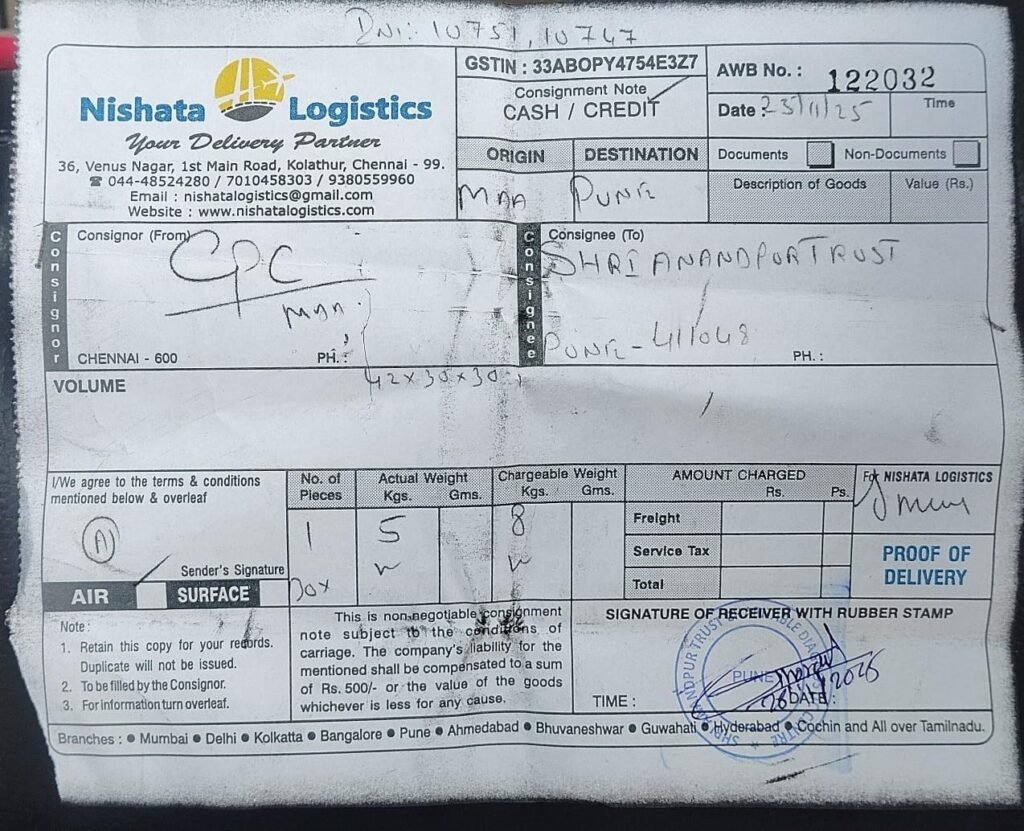 DNi: 10751, 10747
Nishata Logistics
Your Delivery Partner
36, Venus Nagar, 1st Main Road, Kolathur, Chennai - 99.
☎ 044-48524280 / 7010458303 / 9380559960
Email : nishatalogistics@gmail.com
Website : www.nishatalogistics.com
GSTIN : 33ABOPY4754E3Z7
Consignment Note
CASH / CREDIT
AWB No. : 122032
Date : 25/11/25
Time
ORIGIN
DESTINATION
MAA
PUNE
Documents
Non-Documents
Description of Goods
Value (Rs.)
Consignor
Consignor (From)
CPC
MAA
CHENNAI - 600
PH. :
Consignee
Consignee (To)
SHRI ANANDPUR TRUST
PUNE - 411048
PH. :
VOLUME
42 x 30 x 30
I/We agree to the terms & conditions
mentioned below & overleaf
A
Sender's Signature
AIR
SURFACE
No. of
Pieces
1
Box
Actual Weight
Kgs. Gms.
5
Chargeable Weight
Kgs. Gms.
8
AMOUNT CHARGED
Rs. Ps.
Freight
Service Tax
Total
For NISHATA LOGISTICS
PROOF OF
DELIVERY
Note :
1. Retain this copy for your records.
Duplicate will not be issued.
2. To be filled by the Consignor.
3. For information turn overleaf.
This is non-negotiable consignment
note subject to the conditions of
carriage. The company's liability for the
mentioned shall be compensated to a sum
of Rs. 500/- or the value of the goods
whichever is less for any cause.
SIGNATURE OF RECEIVER WITH RUBBER STAMP
PUNE
TIME :
DATE :
Branches : ● Mumbai ● Delhi ● Kolkatta ● Bangalore ● Pune ● Ahmedabad ● Bhuvaneshwar ● Guwahati ● Hyderabad ● Cochin and All over Tamilnadu.